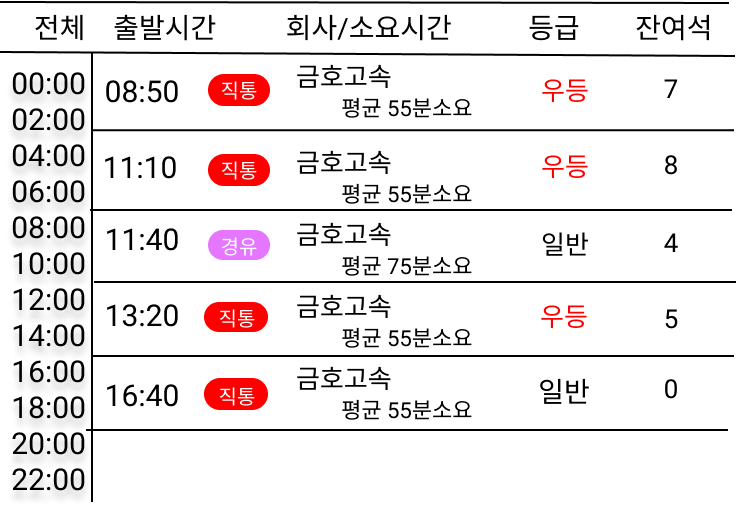 전체 출발시간 회사/소요시간 등급 잔여석
00:00
02:00
04:00
06:00
08:00
10:00
12:00
14:00
16:00
18:00
20:00
22:00
08:50 직통 금호고속 우등 7
평균 55분소요
11:10 직통 금호고속 우등 8
평균 55분소요
11:40 경유 금호고속 일반 4
평균 75분소요
13:20 직통 금호고속 우등 5
평균 55분소요
16:40 직통 금호고속 일반 0
평균 55분소요